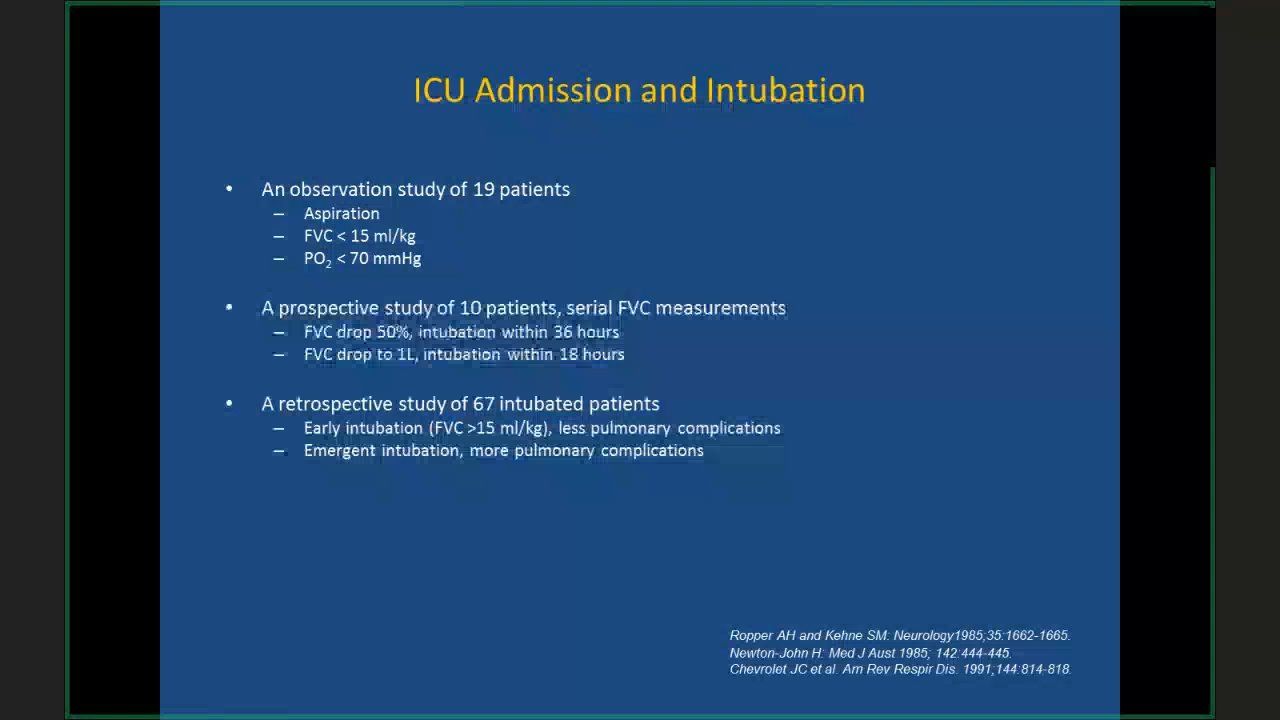 ICU Admission and Intubation
• An observation study of 19 patients
– Aspiration
– FVC < 15 ml/kg
– PO₂ < 70 mmHg
• A prospective study of 10 patients, serial FVC measurements
– FVC drop 50%, intubation within 36 hours
– FVC drop to 1L, intubation within 18 hours
• A retrospective study of 67 intubated patients
– Early intubation (FVC >15 ml/kg), less pulmonary complications
– Emergent intubation, more pulmonary complications
Ropper AH and Kehne SM: Neurology1985;35:1662-1665.
Newton-John H: Med J Aust 1985; 142:444-445.
Chevrolet JC et al. Am Rev Respir Dis. 1991;144:814-818.